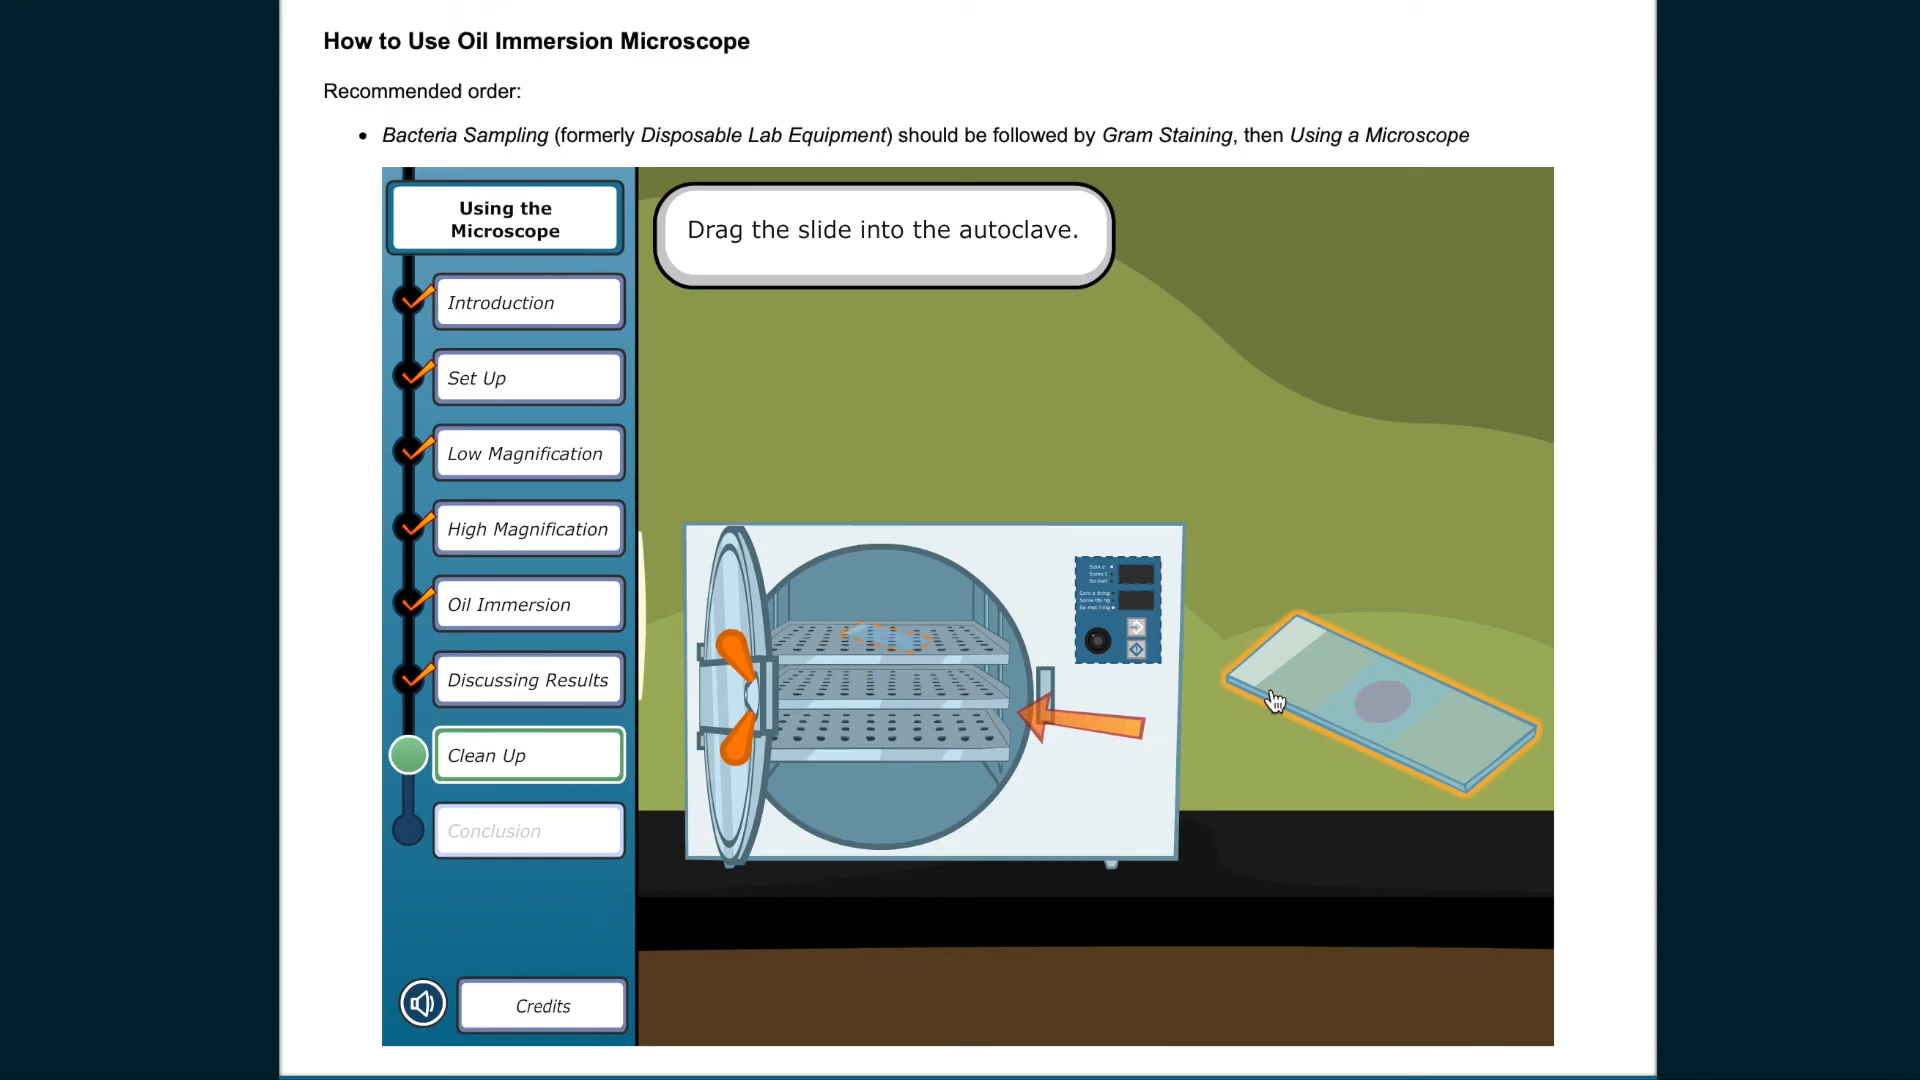 How to Use Oil Immersion Microscope
Recommended order:
Bacteria Sampling (formerly Disposable Lab Equipment) should be followed by Gram Staining, then Using a Microscope
Using the
Microscope
Drag the slide into the autoclave.
Introduction
Set Up
Low Magnification
High Magnification
Oil Immersion
Discussing Results
Clean Up
Conclusion
Credits